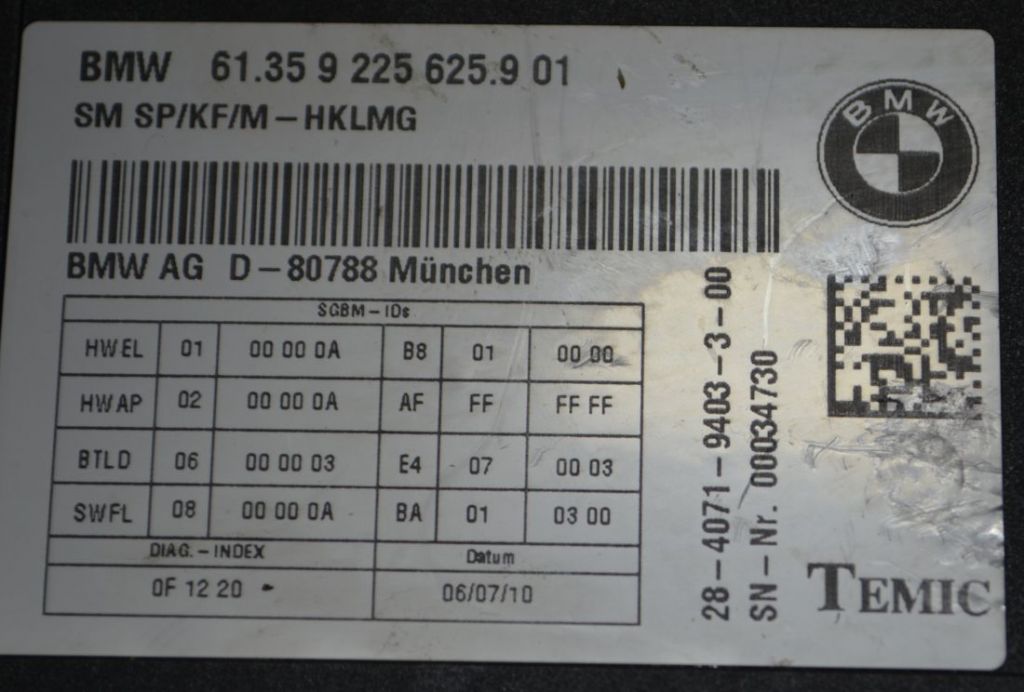 BMW 61.35 9 225 625.9 01
SM SP/KF/M-HKLMG
BMW
BMW AG D-80788 München
SGBM-IDs
HWEL 01 00 00 0A B8 01 00 00
HWAP 02 00 00 0A AF FF FF FF
BTLD 06 00 00 03 E4 07 00 03
SWFL 08 00 00 0A BA 01 03 00
DIAG.-INDEX Datum
0F 12 20 06/07/10
28-4071-9403-3-00
SN-Nr. 00034730
TEMIC